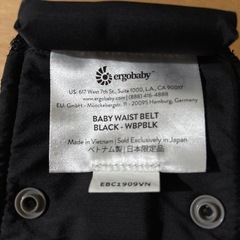 ergobaby
US: 617 West 7th St, Suite 1000, L.A., CA 90017
www.ergobaby.com | (888) 416-4888
EU-GmbH - Mönckebergstr. 11 - 20095 Hamburg, Germany
BABY WAIST BELT
BLACK - WBPBLK
Made in Vietnam | Sold Exclusively in Japan
ベトナム製 | 日本限定品
EBC1909VN